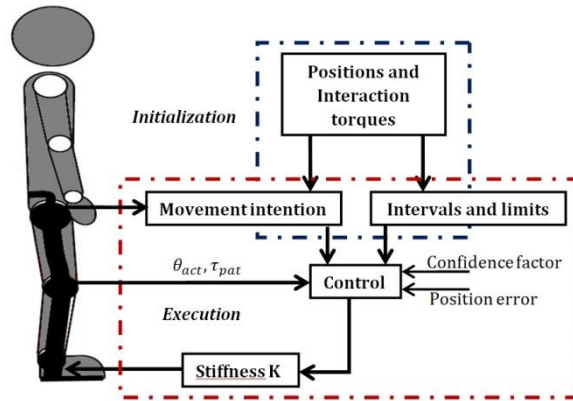 Positions and
Interaction
torques
Initialization
Movement intention
Intervals and limits
θact, τpat
Control
Confidence factor
Position error
Execution
Stiffness K